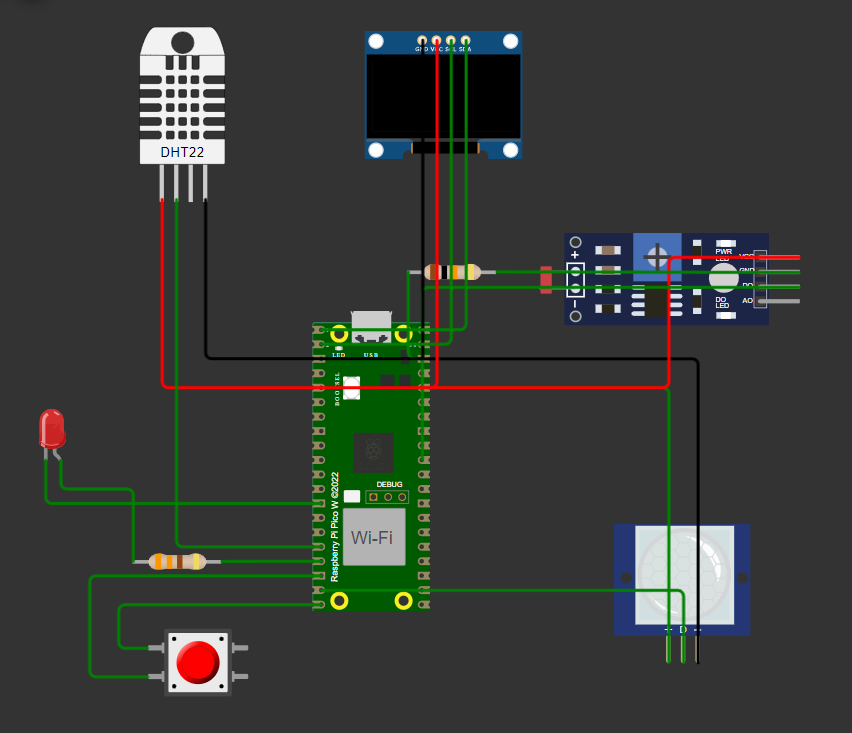 GND VCC SCL SDA
DHT22
PWR
LED
VCC
GND
DO
DO
LED
AO
LED
USB
BOOTSEL
DEBUG
Raspberry Pi Pico W ©2022
Wi-Fi
+ D -